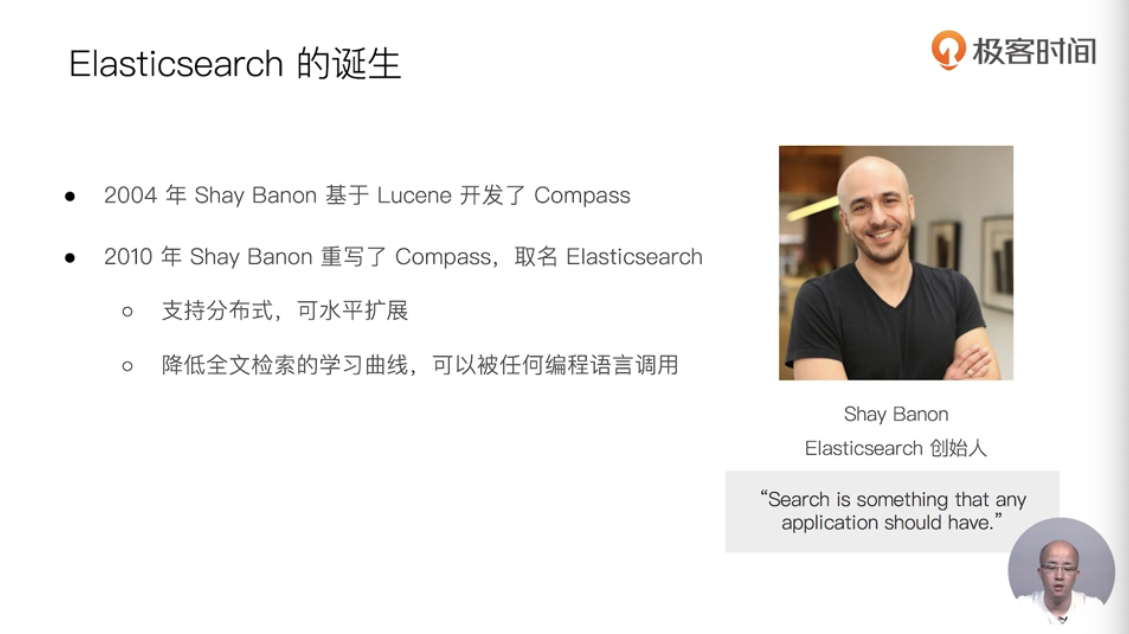 Elasticsearch 的诞生
极客时间
2004 年 Shay Banon 基于 Lucene 开发了 Compass
2010 年 Shay Banon 重写了 Compass，取名 Elasticsearch
支持分布式，可水平扩展
降低全文检索的学习曲线，可以被任何编程语言调用
Shay Banon
Elasticsearch 创始人
“Search is something that any
application should have.”